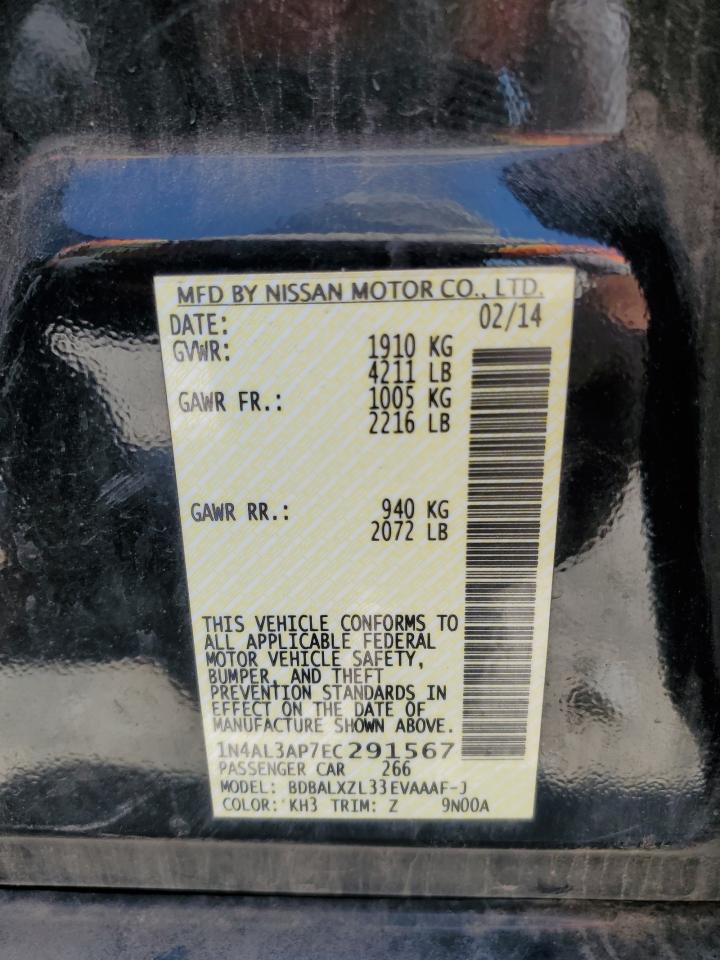 MFD BY NISSAN MOTOR CO., LTD.
DATE: 02/14
GVWR: 1910 KG
4211 LB
GAWR FR.: 1005 KG
2216 LB
GAWR RR.: 940 KG
2072 LB
THIS VEHICLE CONFORMS TO
ALL APPLICABLE FEDERAL
MOTOR VEHICLE SAFETY,
BUMPER, AND THEFT
PREVENTION STANDARDS IN
EFFECT ON THE DATE OF
MANUFACTURE SHOWN ABOVE.
1N4AL3AP7EC291567
PASSENGER CAR 266
MODEL: BDBALXZL33EVAAAF-J
COLOR: KH3 TRIM: Z 9N00A